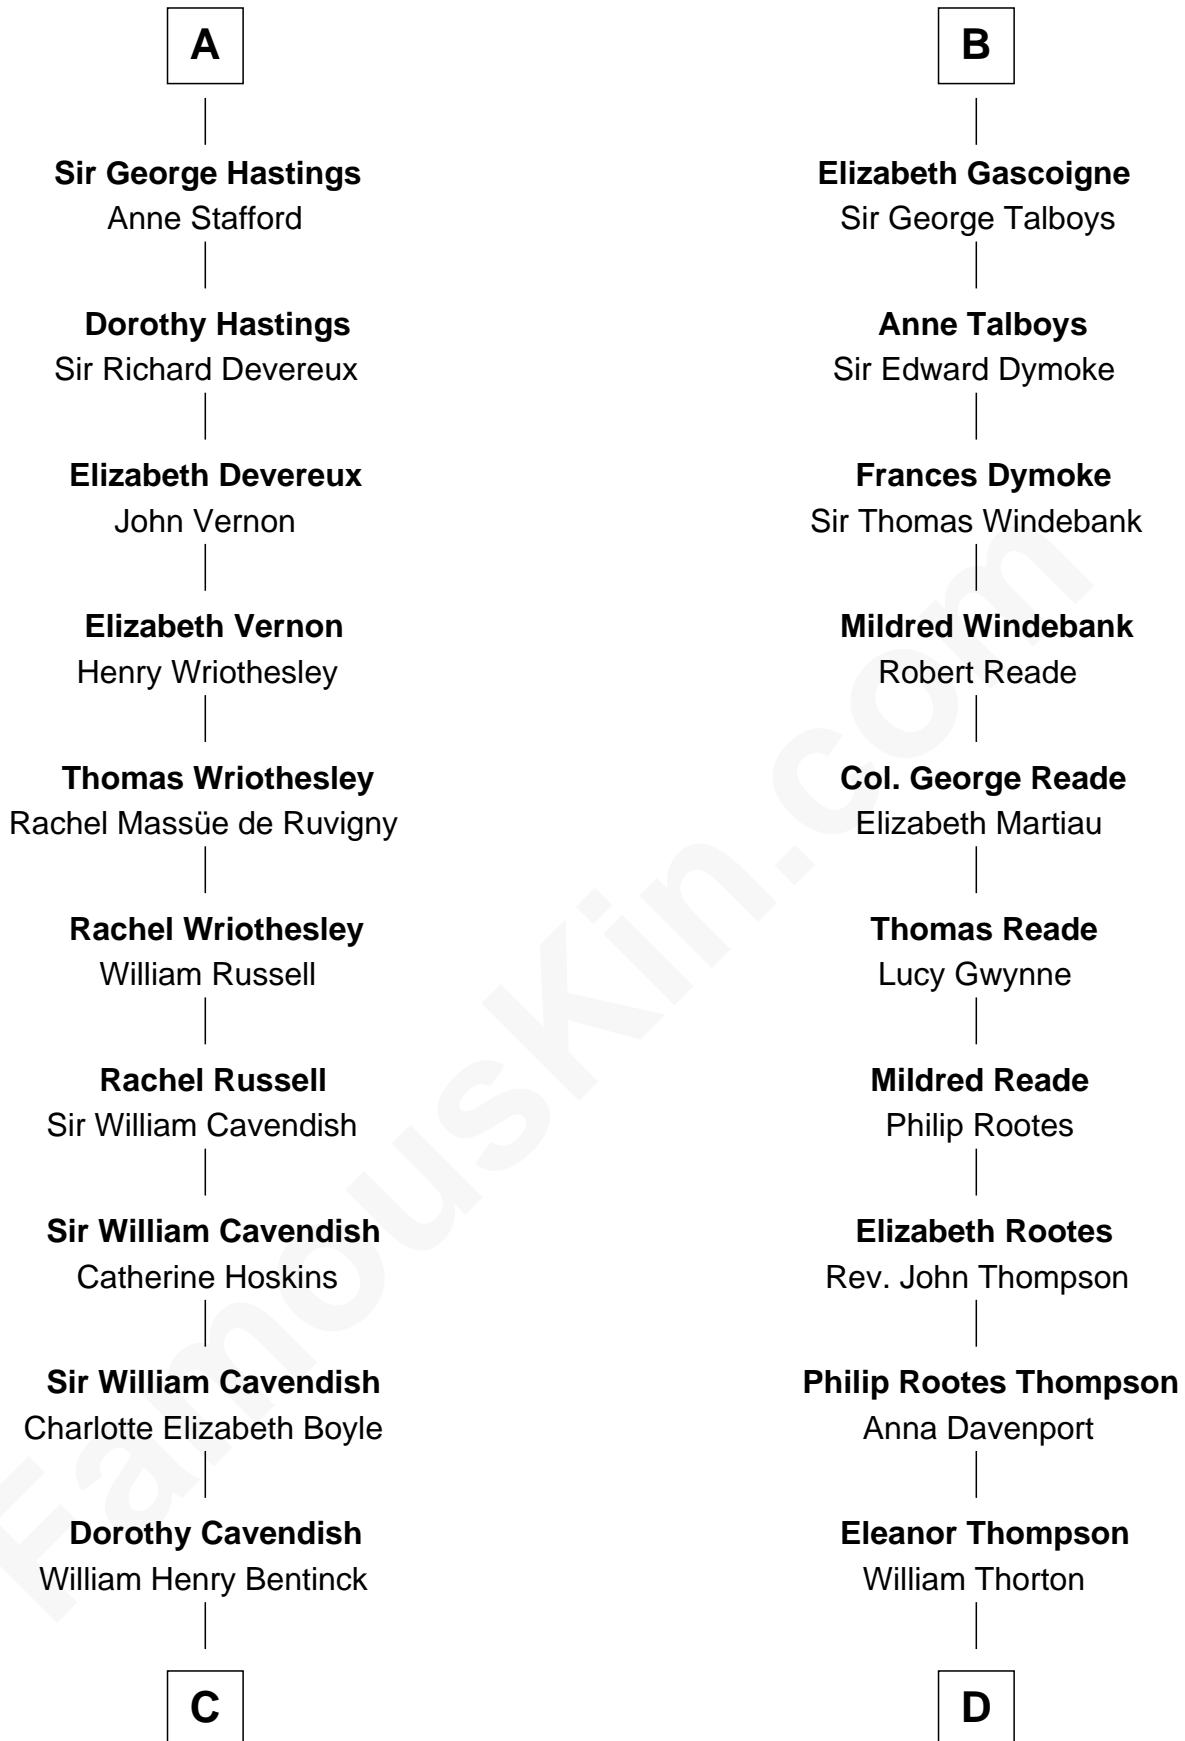 A
Sir George Hastings
Anne Stafford
Dorothy Hastings
Sir Richard Devereux
Elizabeth Devereux
John Vernon
Elizabeth Vernon
Henry Wriothesley
Thomas Wriothesley
Rachel Massüe de Ruvigny
Rachel Wriothesley
William Russell
Rachel Russell
Sir William Cavendish
Sir William Cavendish
Catherine Hoskins
Sir William Cavendish
Charlotte Elizabeth Boyle
Dorothy Cavendish
William Henry Bentinck
C
B
Elizabeth Gascoigne
Sir George Talboys
Anne Talboys
Sir Edward Dymoke
Frances Dymoke
Sir Thomas Windebank
Mildred Windebank
Robert Reade
Col. George Reade
Elizabeth Martiau
Thomas Reade
Lucy Gwynne
Mildred Reade
Philip Rootes
Elizabeth Rootes
Rev. John Thompson
Philip Rootes Thompson
Anna Davenport
Eleanor Thompson
William Thorton
D
FamousKin.com